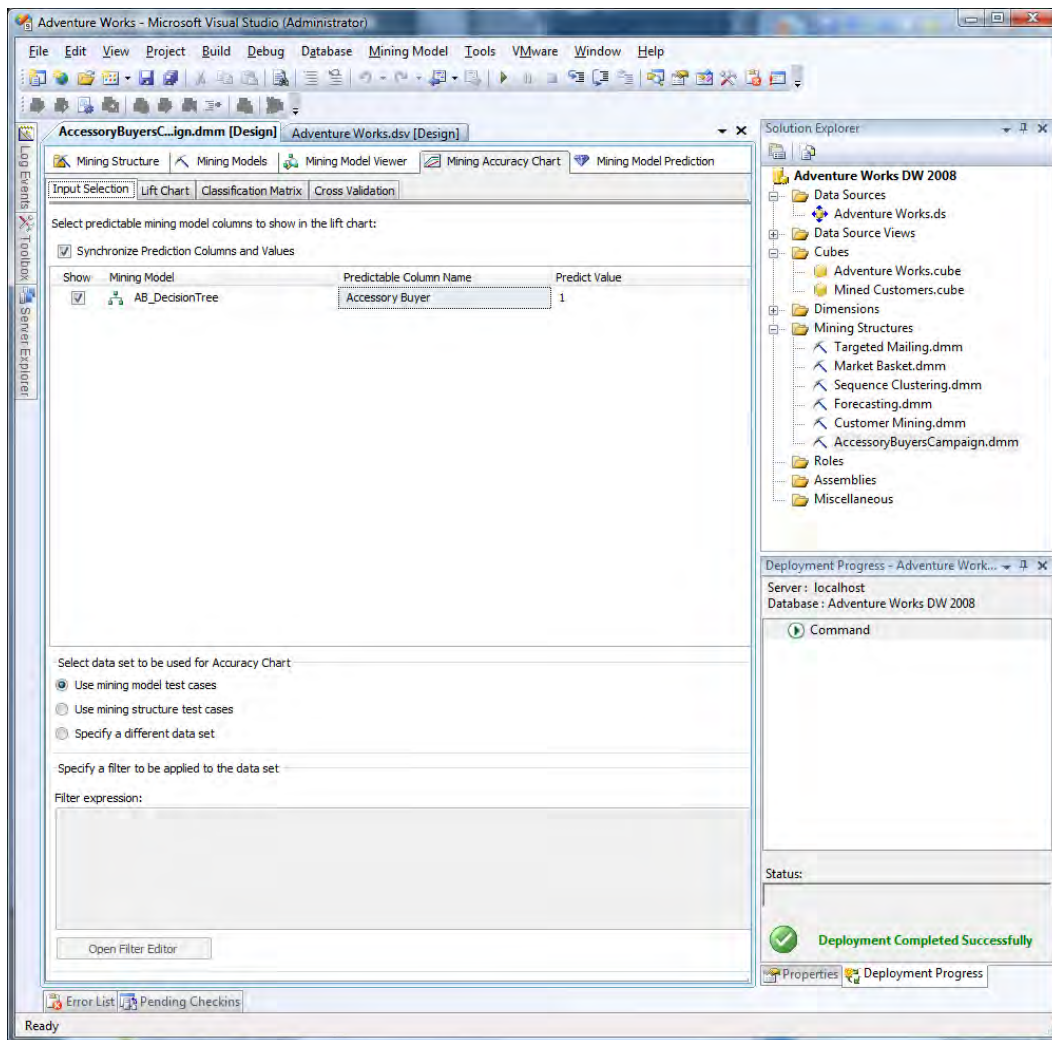 Adventure Works - Microsoft Visual Studio (Administrator)
File Edit View Project Build Debug Database Mining Model Tools VMware Window Help
AccessoryBuyersC...ign.dmm [Design] Adventure Works.dsv [Design]
Mining Structure Mining Models Mining Model Viewer Mining Accuracy Chart Mining Model Prediction
Input Selection Lift Chart Classification Matrix Cross Validation
Select predictable mining model columns to show in the lift chart:
Synchronize Prediction Columns and Values
Show Mining Model Predictable Column Name Predict Value
AB_DecisionTree Accessory Buyer 1
Select data set to be used for Accuracy Chart
Use mining model test cases
Use mining structure test cases
Specify a different data set
Specify a filter to be applied to the data set
Filter expression:
Open Filter Editor
Log Events
Toolbox
Server Explorer
Solution Explorer
Adventure Works DW 2008
Data Sources
Adventure Works.ds
Data Source Views
Cubes
Adventure Works.cube
Mined Customers.cube
Dimensions
Mining Structures
Targeted Mailing.dmm
Market Basket.dmm
Sequence Clustering.dmm
Forecasting.dmm
Customer Mining.dmm
AccessoryBuyersCampaign.dmm
Roles
Assemblies
Miscellaneous
Deployment Progress - Adventure Work...
Server : localhost
Database : Adventure Works DW 2008
Command
Status:
Deployment Completed Successfully
Properties Deployment Progress
Error List Pending Checkins
Ready